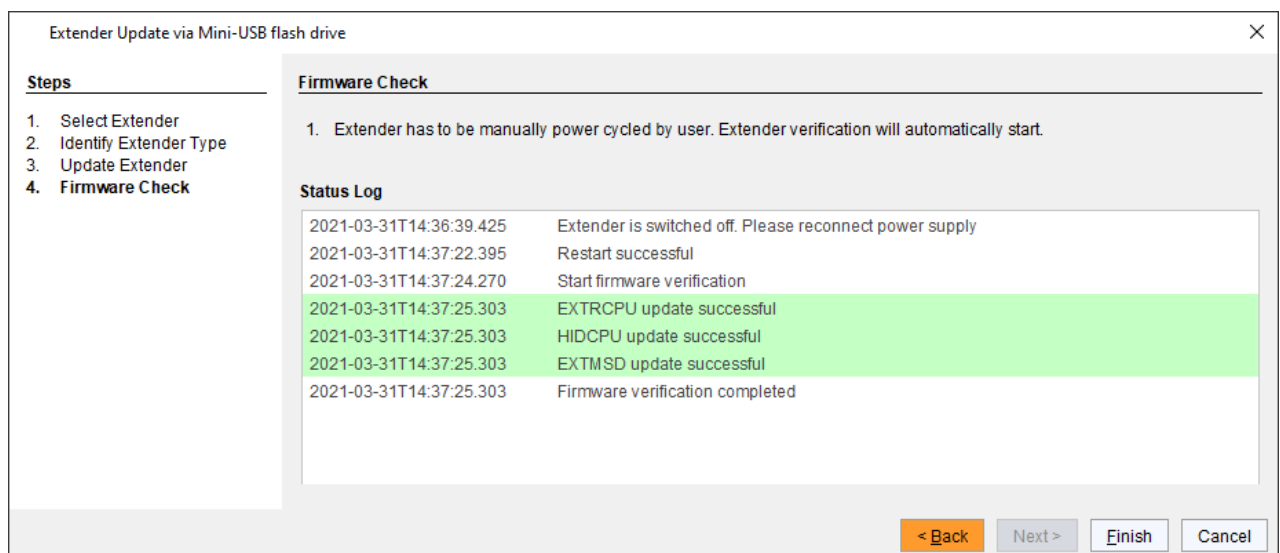 Extender Update via Mini-USB flash drive
Steps
1. Select Extender
2. Identify Extender Type
3. Update Extender
4. Firmware Check
Firmware Check
1. Extender has to be manually power cycled by user. Extender verification will automatically start.
Status Log
2021-03-31T14:36:39.425 Extender is switched off. Please reconnect power supply
2021-03-31T14:37:22.395 Restart successful
2021-03-31T14:37:24.270 Start firmware verification
2021-03-31T14:37:25.303 EXTRCPU update successful
2021-03-31T14:37:25.303 HIDCPU update successful
2021-03-31T14:37:25.303 EXTMSD update successful
2021-03-31T14:37:25.303 Firmware verification completed
< Back Next > Finish Cancel